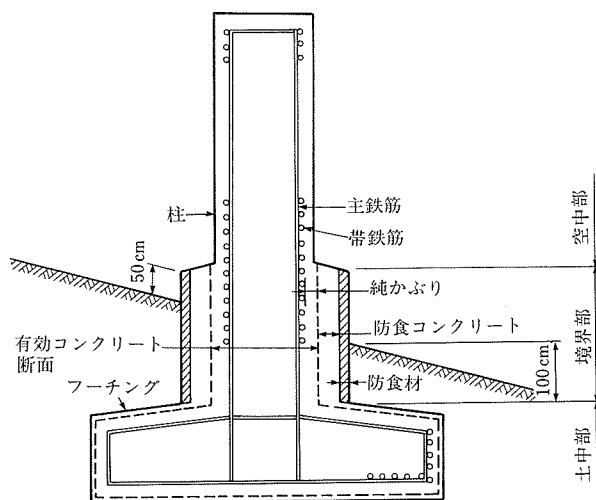 柱
主鉄筋
帯鉄筋
空中部
50cm
純かぶり
有効コンクリート
断面
防食コンクリート
境界部
フーチング
防食材
100cm
土中部